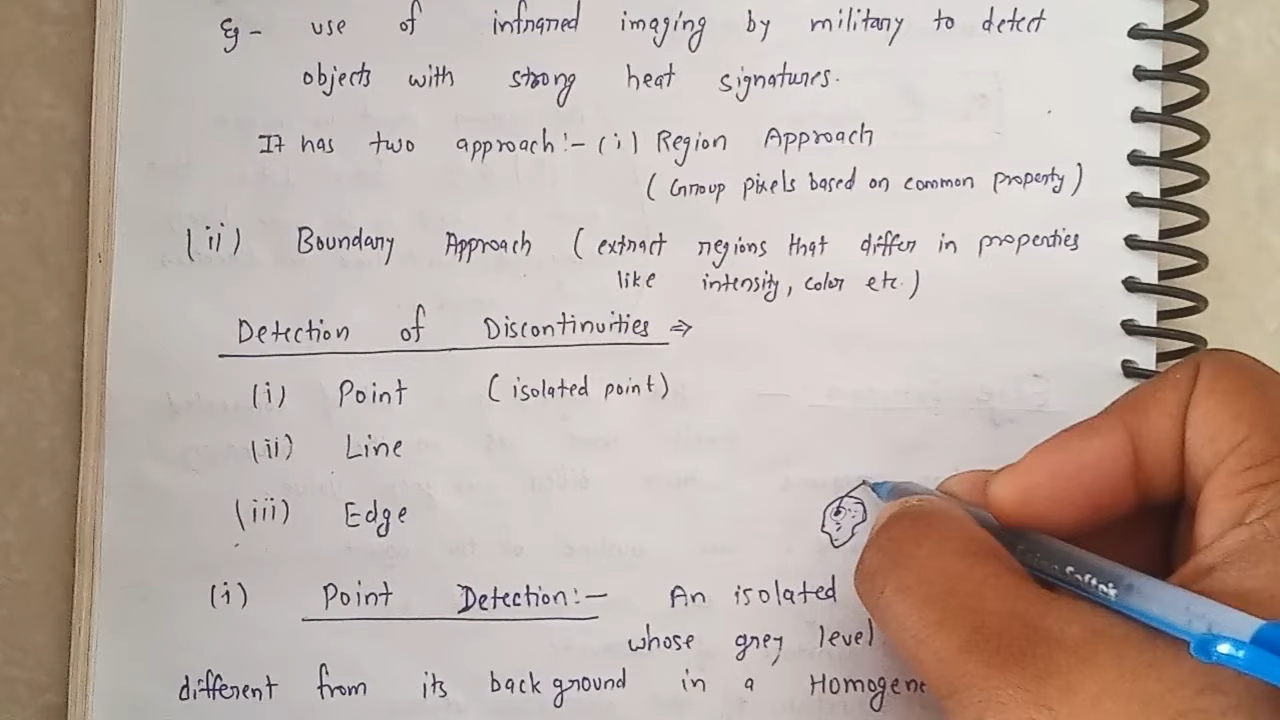 Eg - use of infrared imaging by military to detect
objects with strong heat signatures.
It has two approach:- (i) Region Approach
(Group pixels based on common property)
(ii) Boundary Approach (extract regions that differ in properties
like intensity, color etc.)
Detection of Discontinuities ⇒
(i) Point (isolated point)
(ii) Line
(iii) Edge
(i) Point Detection:- An isolated
whose grey level
different from its background in a